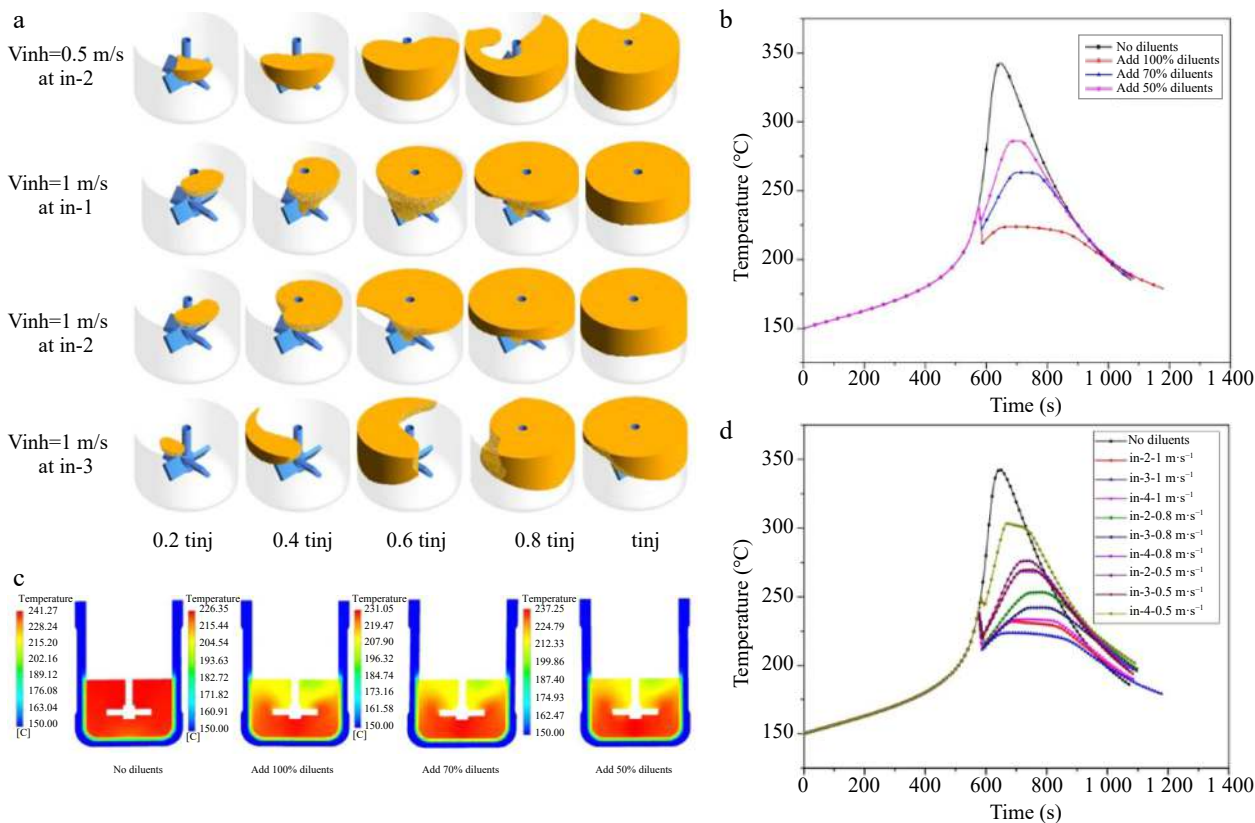 a
Vinh=0.5 m/s
at in-2
Vinh=1 m/s
at in-1
Vinh=1 m/s
at in-2
Vinh=1 m/s
at in-3
0.2 tinj
0.4 tinj
0.6 tinj
0.8 tinj
tinj
b
350
300
250
200
150
Temperature (°C)
0
200
400
600
800
1 000
1 200
1 400
Time (s)
No diluents
Add 100% diluents
Add 70% diluents
Add 50% diluents
c
Temperature
241.27
228.24
215.20
202.16
189.12
176.08
163.04
150.00
[C]
No diluents
Temperature
226.35
215.44
204.54
193.63
182.72
171.82
160.91
150.00
[C]
Add 100% diluents
Temperature
231.05
219.47
207.90
196.32
184.74
173.16
161.58
150.00
[C]
Add 70% diluents
Temperature
237.25
224.79
212.33
199.86
187.40
174.93
162.47
150.00
Add 50% diluents
d
350
300
250
200
150
Temperature (°C)
0
200
400
600
800
1 000
1 200
1 400
Time (s)
No diluents
in-2-1 m·s⁻¹
in-3-1 m·s⁻¹
in-4-1 m·s⁻¹
in-2-0.8 m·s⁻¹
in-3-0.8 m·s⁻¹
in-4-0.8 m·s⁻¹
in-2-0.5 m·s⁻¹
in-3-0.5 m·s⁻¹
in-4-0.5 m·s⁻¹